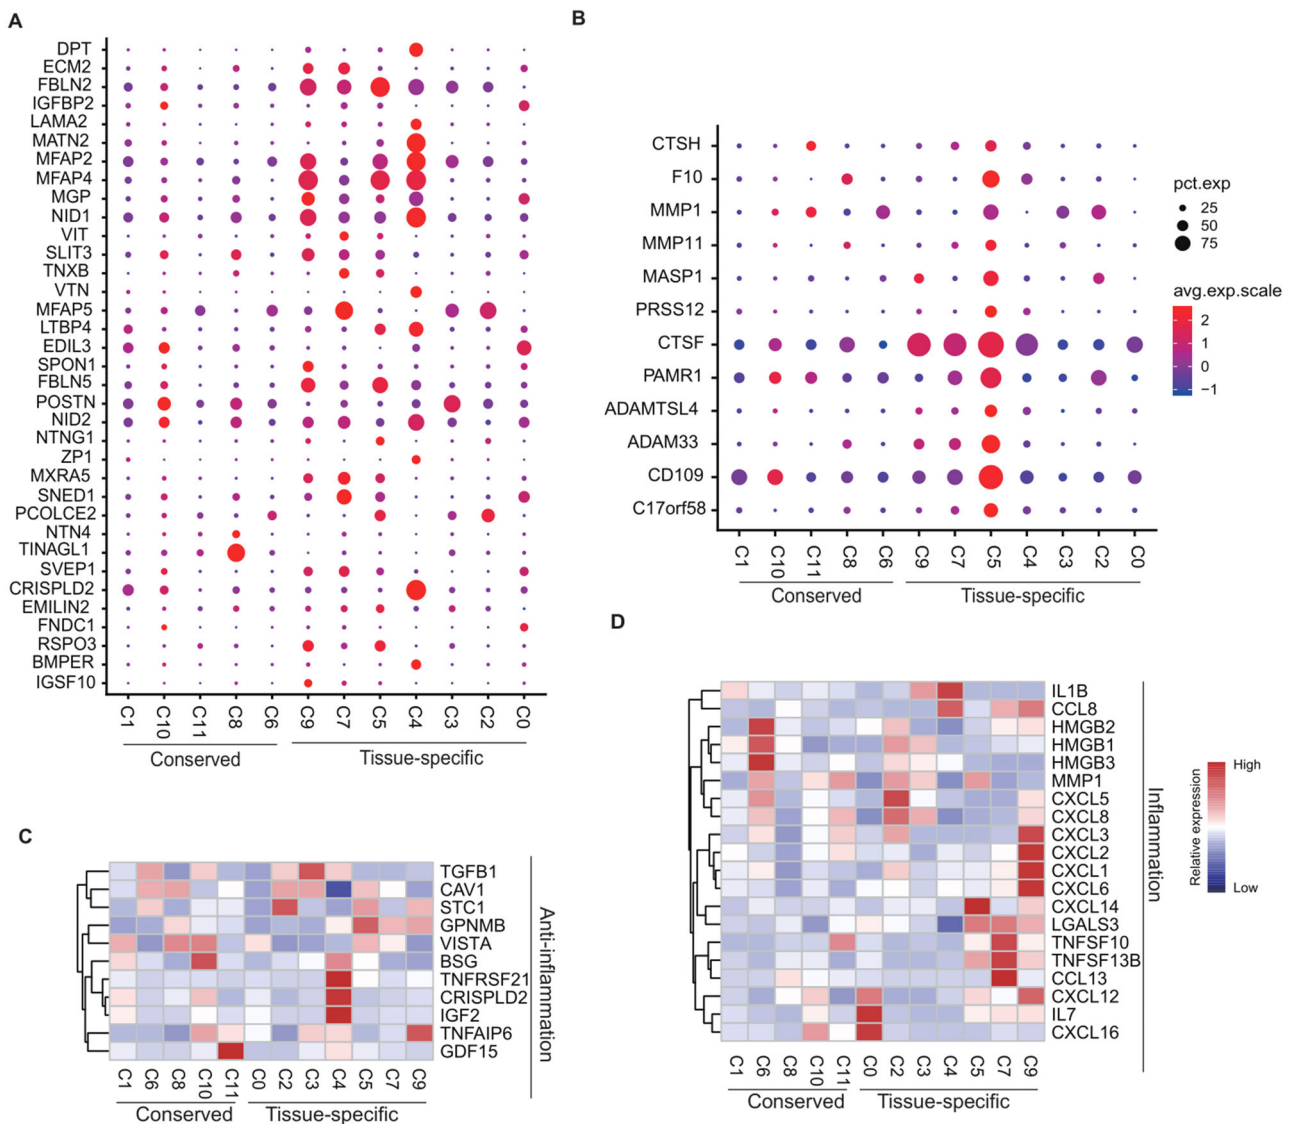 A
DPT
ECM2
FBLN2
IGFBP2
LAMA2
MATN2
MFAP2
MFAP4
MGP
NID1
VIT
SLIT3
TNXB
VTN
MFAP5
LTBP4
EDIL3
SPON1
FBLN5
POSTN
NID2
NTNG1
ZP1
MXRA5
SNED1
PCOLCE2
NTN4
TINAGL1
SVEP1
CRISPLD2
EMILIN2
FNDC1
RSPO3
BMPER
IGSF10
C1 C10 C11 C8 C6 C9 C7 C5 C4 C3 C2 C0
Conserved Tissue-specific
B
CTSH
F10
MMP1
MMP11
MASP1
PRSS12
CTSF
PAMR1
ADAMTSL4
ADAM33
CD109
C17orf58
C1 C10 C11 C8 C6 C9 C7 C5 C4 C3 C2 C0
Conserved Tissue-specific
pct.exp
25
50
75
avg.exp.scale
2
1
0
−1
C
TGFB1
CAV1
STC1
GPNMB
VISTA
BSG
TNFRSF21
CRISPLD2
IGF2
TNFAIP6
GDF15
Anti-inflammation
C1 C6 C8 C10 C11 C0 C2 C3 C4 C5 C7 C9
Conserved Tissue-specific
D
IL1B
CCL8
HMGB2
HMGB1
HMGB3
MMP1
CXCL5
CXCL8
CXCL3
CXCL2
CXCL1
CXCL6
CXCL14
LGALS3
TNFSF10
TNFSF13B
CCL13
CXCL12
IL7
CXCL16
Inflammation
C1 C6 C8 C10 C11 C0 C2 C3 C4 C5 C7 C9
Conserved Tissue-specific
Relative expression
High
Low